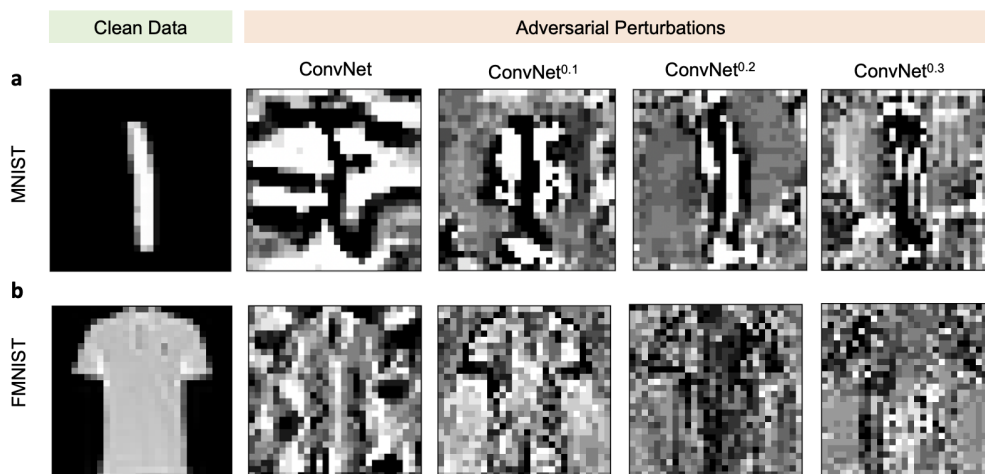 Clean Data
Adversarial Perturbations
ConvNet
ConvNet⁰·¹
ConvNet⁰·²
ConvNet⁰·³
a
MNIST
b
FMNIST